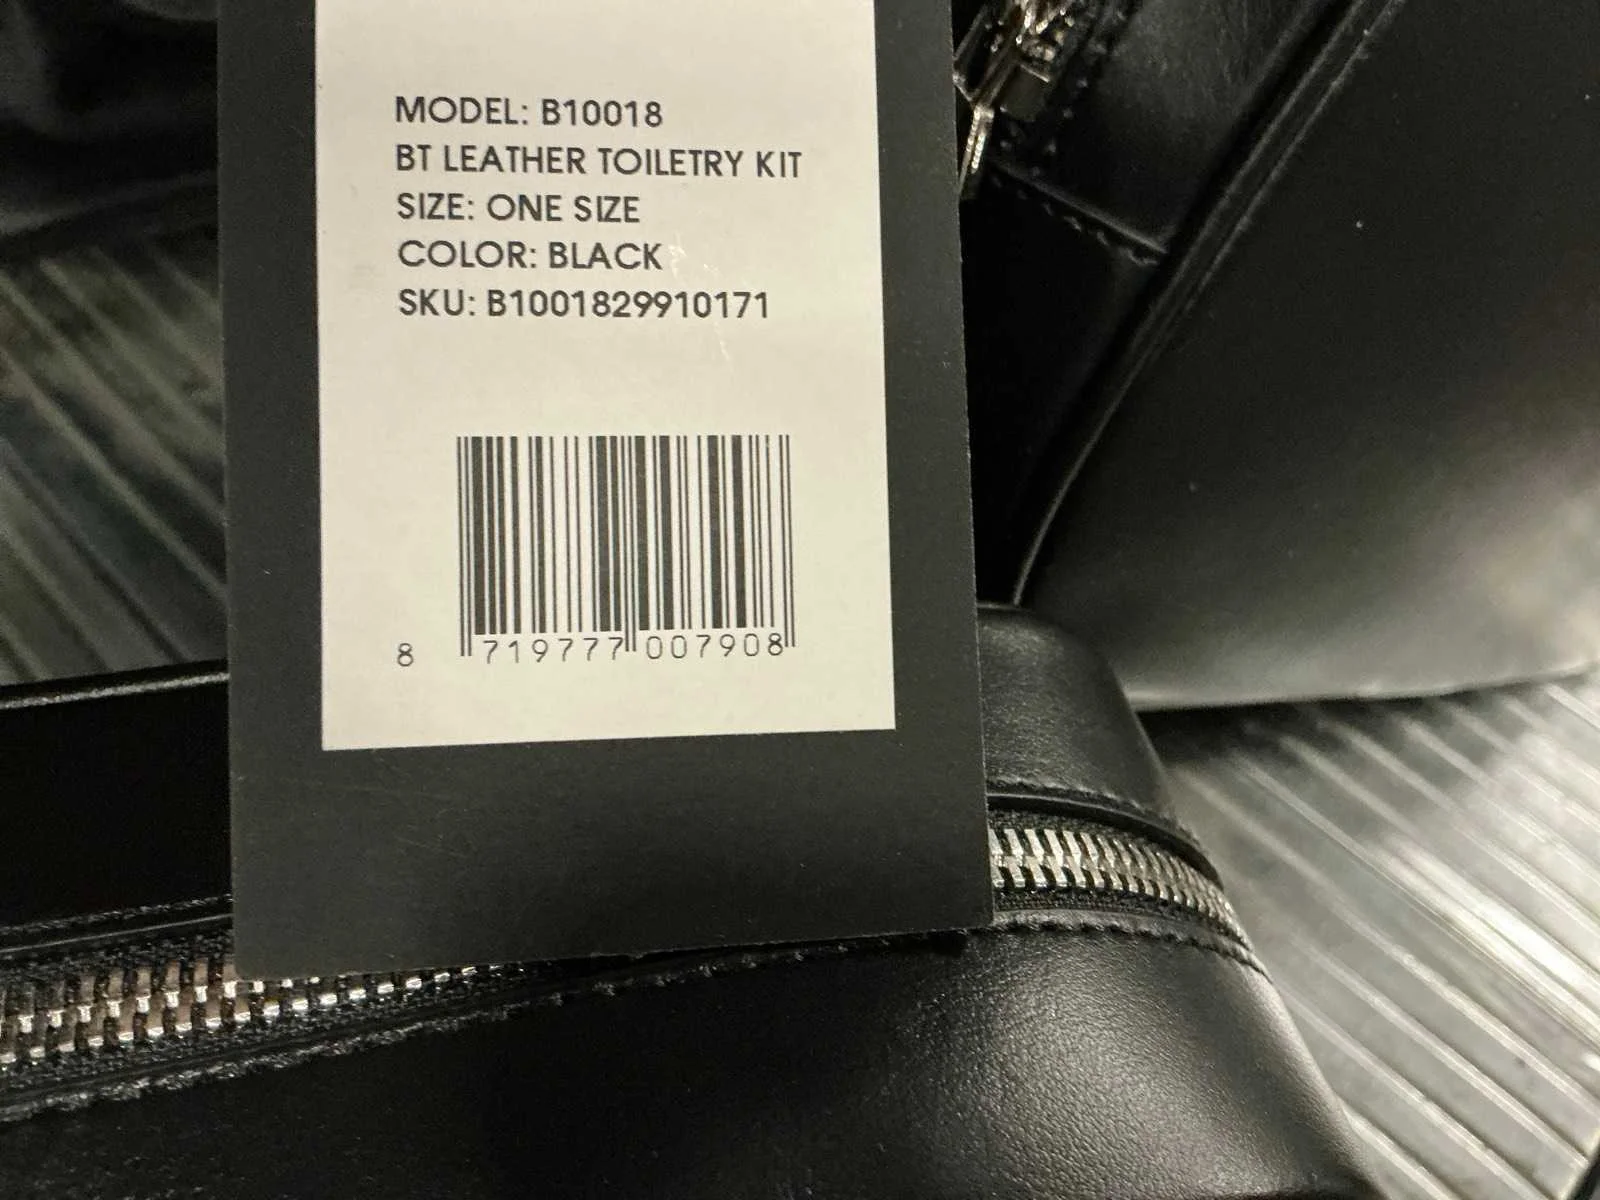 MODEL: B10018
BT LEATHER TOILETRY KIT
SIZE: ONE SIZE
COLOR: BLACK
SKU: B1001829910171
8 719777 007908